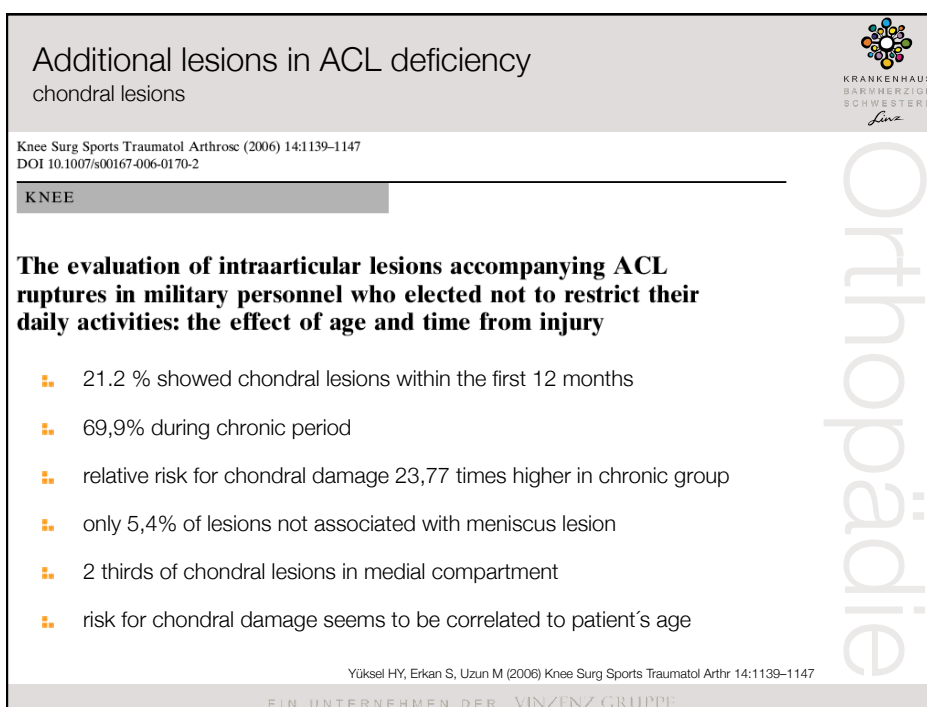 Additional lesions in ACL deficiency
chondral lesions
KRANKENHAUS
BARMHERZIGE
SCHWESTERN
Linz
Knee Surg Sports Traumatol Arthrosc (2006) 14:1139–1147
DOI 10.1007/s00167-006-0170-2
KNEE
The evaluation of intraarticular lesions accompanying ACL
ruptures in military personnel who elected not to restrict their
daily activities: the effect of age and time from injury
21.2 % showed chondral lesions within the first 12 months
69,9% during chronic period
relative risk for chondral damage 23,77 times higher in chronic group
only 5,4% of lesions not associated with meniscus lesion
2 thirds of chondral lesions in medial compartment
risk for chondral damage seems to be correlated to patient´s age
Yüksel HY, Erkan S, Uzun M (2006) Knee Surg Sports Traumatol Arthr 14:1139–1147
Orthopädie
EIN UNTERNEHMEN DER VINZENZ GRUPPE